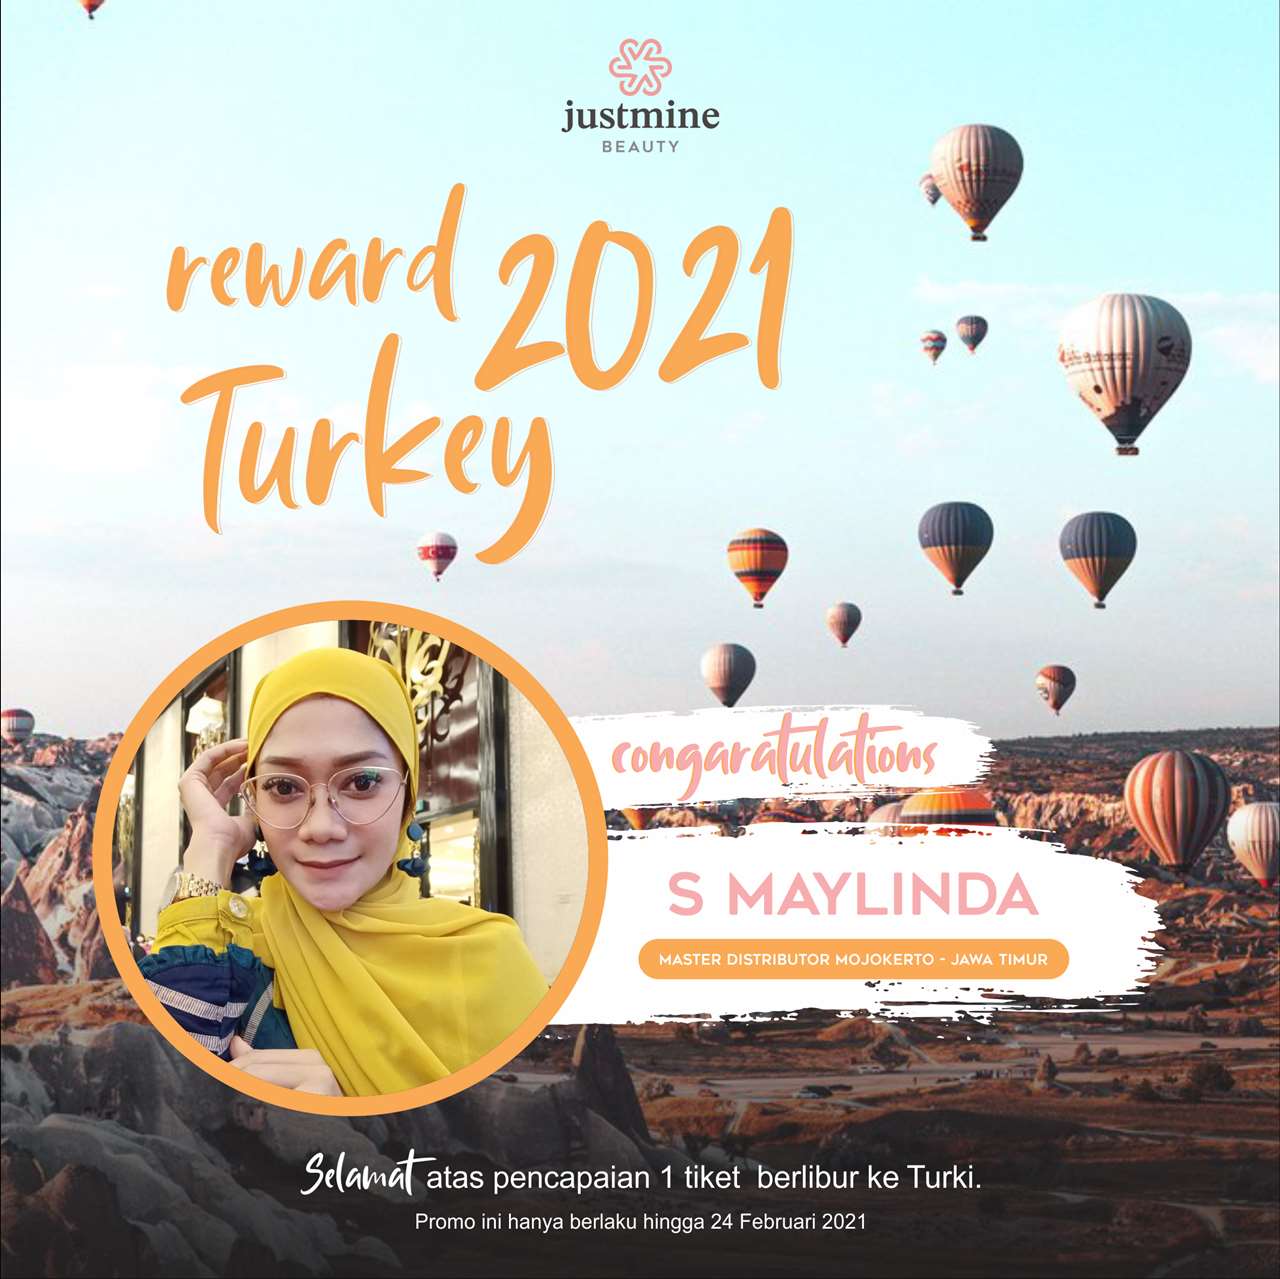 justmine
BEAUTY
reward 2021
Turkey
congaratulations
S MAYLINDA
MASTER DISTRIBUTOR MOJOKERTO - JAWA TIMUR
Selamat atas pencapaian 1 tiket berlibur ke Turki.
Promo ini hanya berlaku hingga 24 Februari 2021